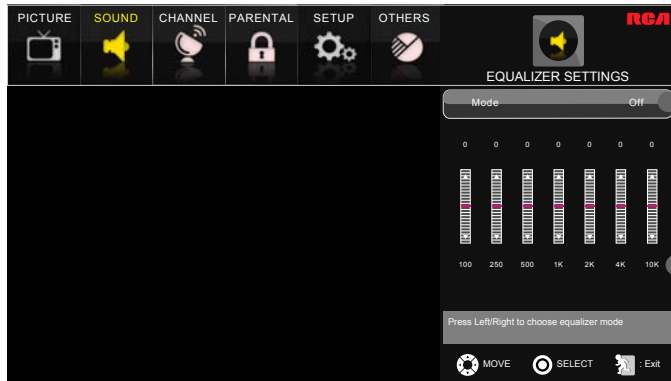 PICTURE SOUND CHANNEL PARENTAL SETUP OTHERS
RCA
EQUALIZER SETTINGS
Mode Off
0 0 0 0 0 0 0
100 250 500 1K 2K 4K 10K
Press Left/Right to choose equalizer mode
MOVE SELECT : Exit